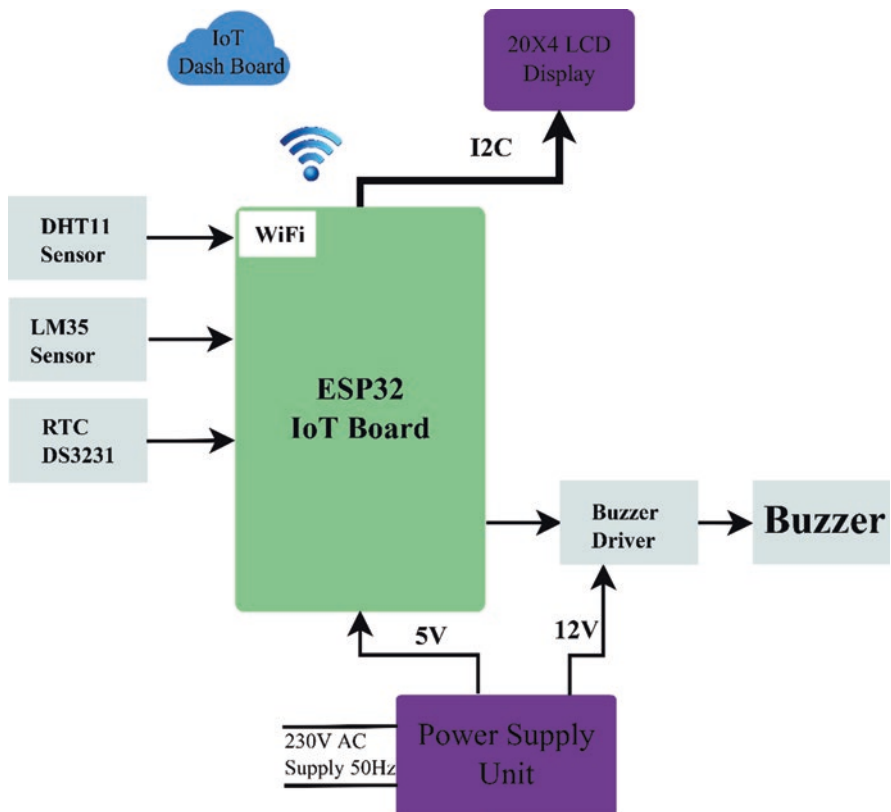 IoT
Dash Board
20X4 LCD
Display
I2C
DHT11
Sensor
WiFi
LM35
Sensor
ESP32
IoT Board
RTC
DS3231
Buzzer
Driver
Buzzer
5V
12V
230V AC
Supply 50Hz
Power Supply
Unit